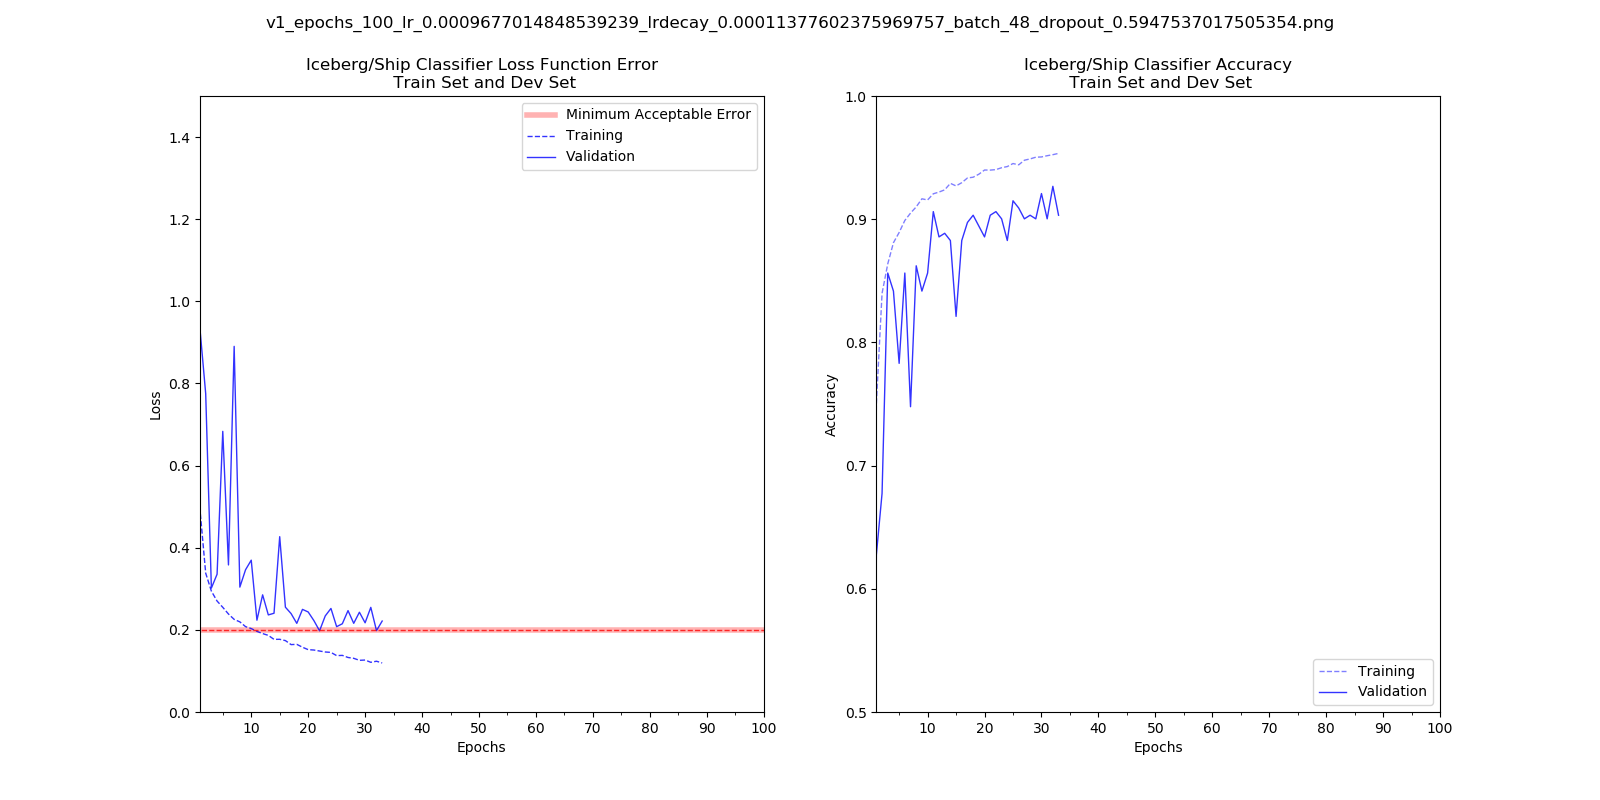 v1_epochs_100_lr_0.0009677014848539239_lrdecay_0.00011377602375969757_batch_48_dropout_0.5947537017505354.png
Iceberg/Ship Classifier Loss Function Error
Train Set and Dev Set
1.4
1.2
1.0
0.8
0.6
0.4
0.2
0.0
Loss
Minimum Acceptable Error
Training
Validation
10 20 30 40 50 60 70 80 90 100
Epochs
Iceberg/Ship Classifier Accuracy
Train Set and Dev Set
1.0
0.9
0.8
0.7
0.6
0.5
Accuracy
Training
Validation
10 20 30 40 50 60 70 80 90 100
Epochs